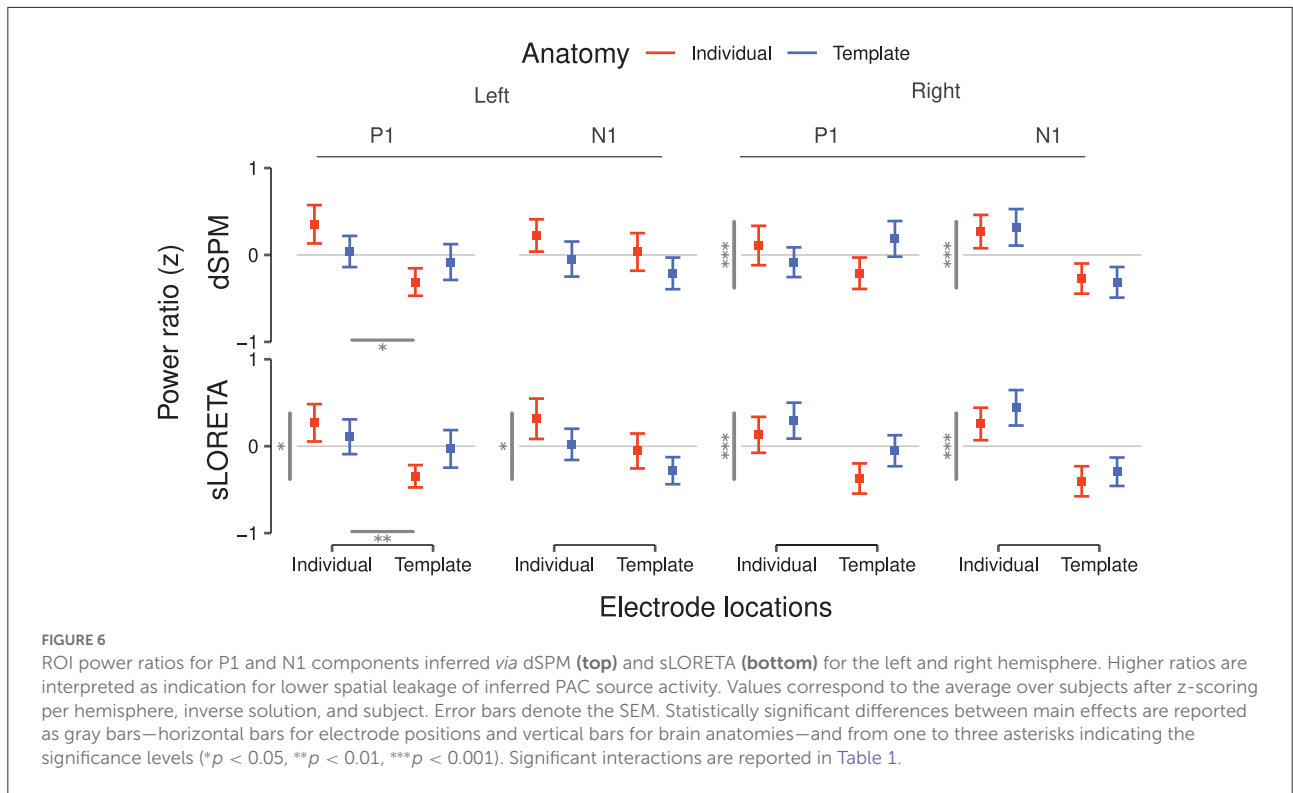 Anatomy Individual Template
Left Right
P1 N1 P1 N1
Power ratio (z)
dSPM
1
0
−1
*
***
***
sLORETA
1
0
−1
*
**
*
***
***
Individual Template Individual Template Individual Template Individual Template
Electrode locations
FIGURE 6
ROI power ratios for P1 and N1 components inferred via dSPM (top) and sLORETA (bottom) for the left and right hemisphere. Higher ratios are
interpreted as indication for lower spatial leakage of inferred PAC source activity. Values correspond to the average over subjects after z-scoring
per hemisphere, inverse solution, and subject. Error bars denote the SEM. Statistically significant differences between main effects are reported
as gray bars—horizontal bars for electrode positions and vertical bars for brain anatomies—and from one to three asterisks indicating the
significance levels (*p < 0.05, **p < 0.01, ***p < 0.001). Significant interactions are reported in Table 1.